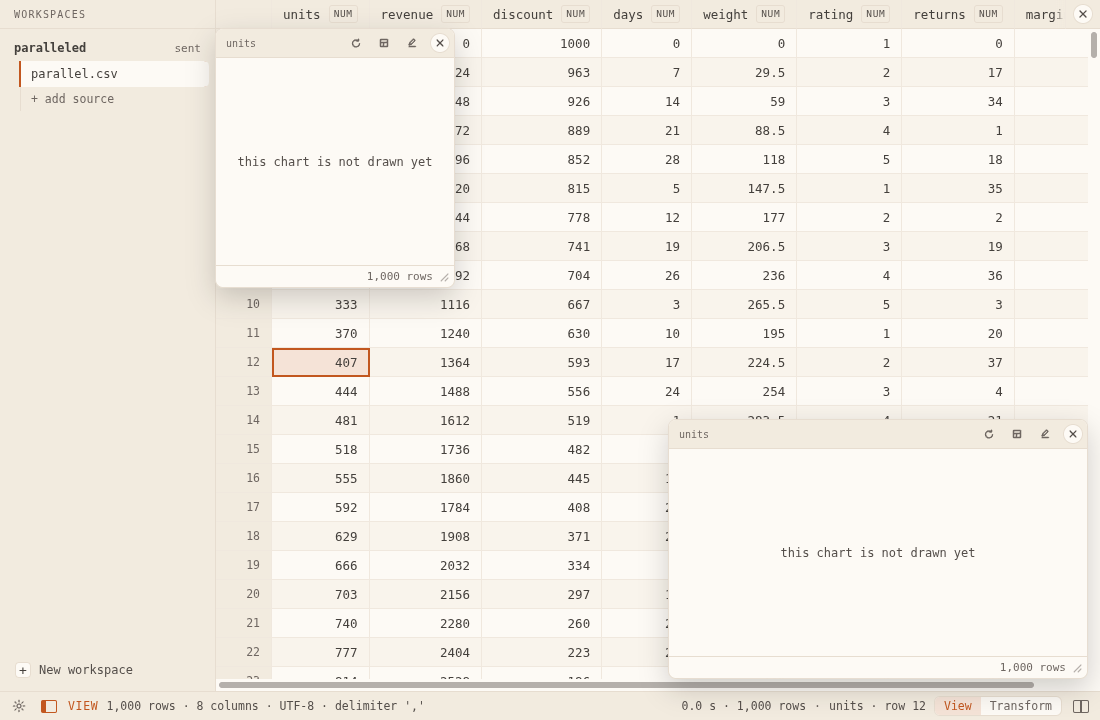 WORKSPACES
paralleled sent
parallel.csv
+ add source
+ New workspace
units NUM revenue NUM discount NUM days NUM weight NUM rating NUM returns NUM margi
0 1000 0 0 1 0
24 963 7 29.5 2 17
48 926 14 59 3 34
72 889 21 88.5 4 1
96 852 28 118 5 18
20 815 5 147.5 1 35
44 778 12 177 2 2
68 741 19 206.5 3 19
92 704 26 236 4 36
10 333 1116 667 3 265.5 5 3
11 370 1240 630 10 195 1 20
12 407 1364 593 17 224.5 2 37
13 444 1488 556 24 254 3 4
14 481 1612 519
15 518 1736 482
16 555 1860 445
17 592 1784 408
18 629 1908 371
19 666 2032 334
20 703 2156 297
21 740 2280 260
22 777 2404 223
units
this chart is not drawn yet
1,000 rows
units
this chart is not drawn yet
1,000 rows
VIEW 1,000 rows · 8 columns · UTF-8 · delimiter ','
0.0 s · 1,000 rows · units · row 12 View Transform